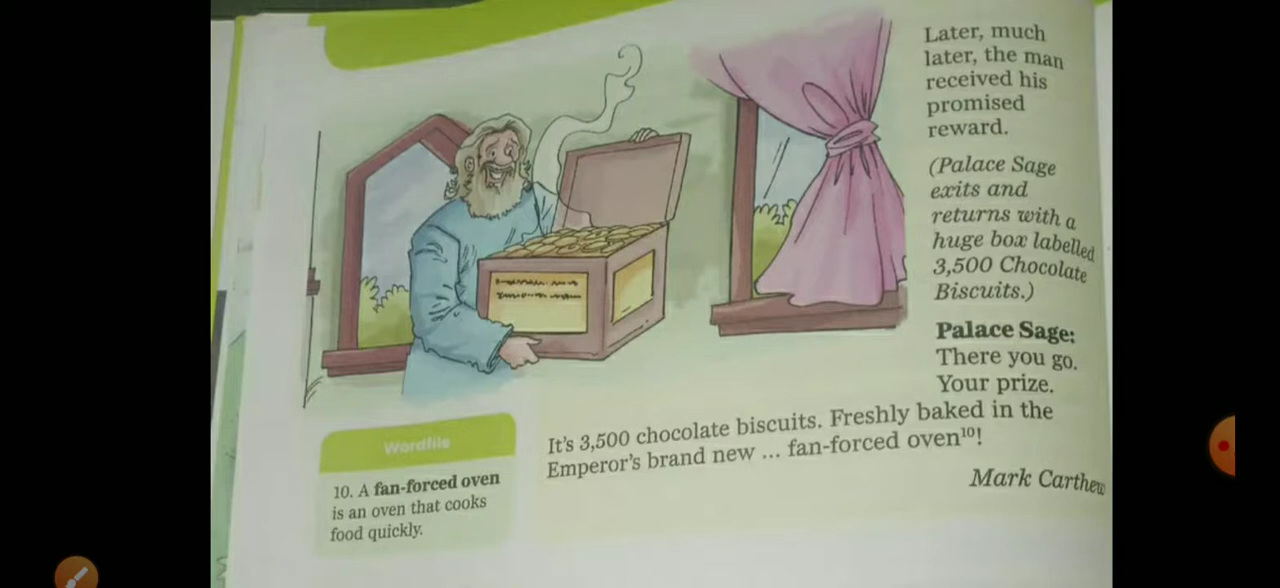 Later, much
later, the man
received his
promised
reward.
(Palace Sage
exits and
returns with a
huge box labelled
3,500 Chocolate
Biscuits.)
Palace Sage:
There you go.
Your prize.
It's 3,500 chocolate biscuits. Freshly baked in the
Emperor's brand new ... fan-forced oven¹⁰!
Mark Carthew
Wordfile
10. A fan-forced oven
is an oven that cooks
food quickly.